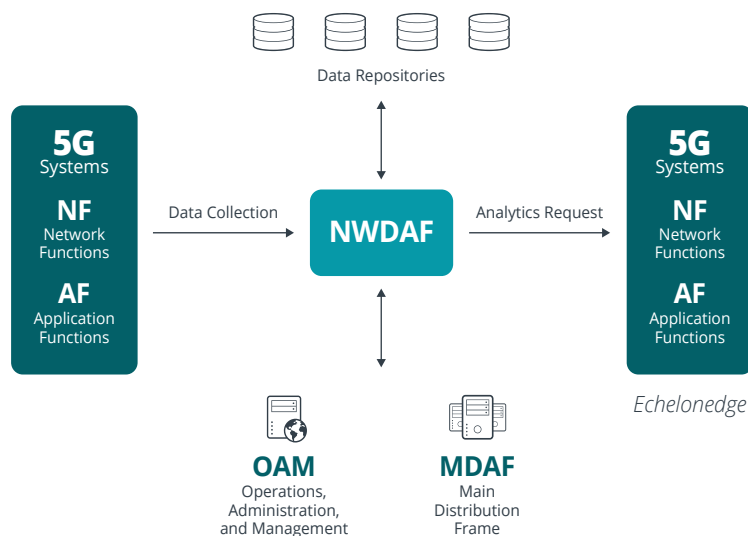 Data Repositories
5G
Systems
NF
Network
Functions
AF
Application
Functions
Data Collection
NWDAF
Analytics Request
5G
Systems
NF
Network
Functions
AF
Application
Functions
Echelonedge
OAM
Operations,
Administration,
and Management
MDAF
Main
Distribution
Frame